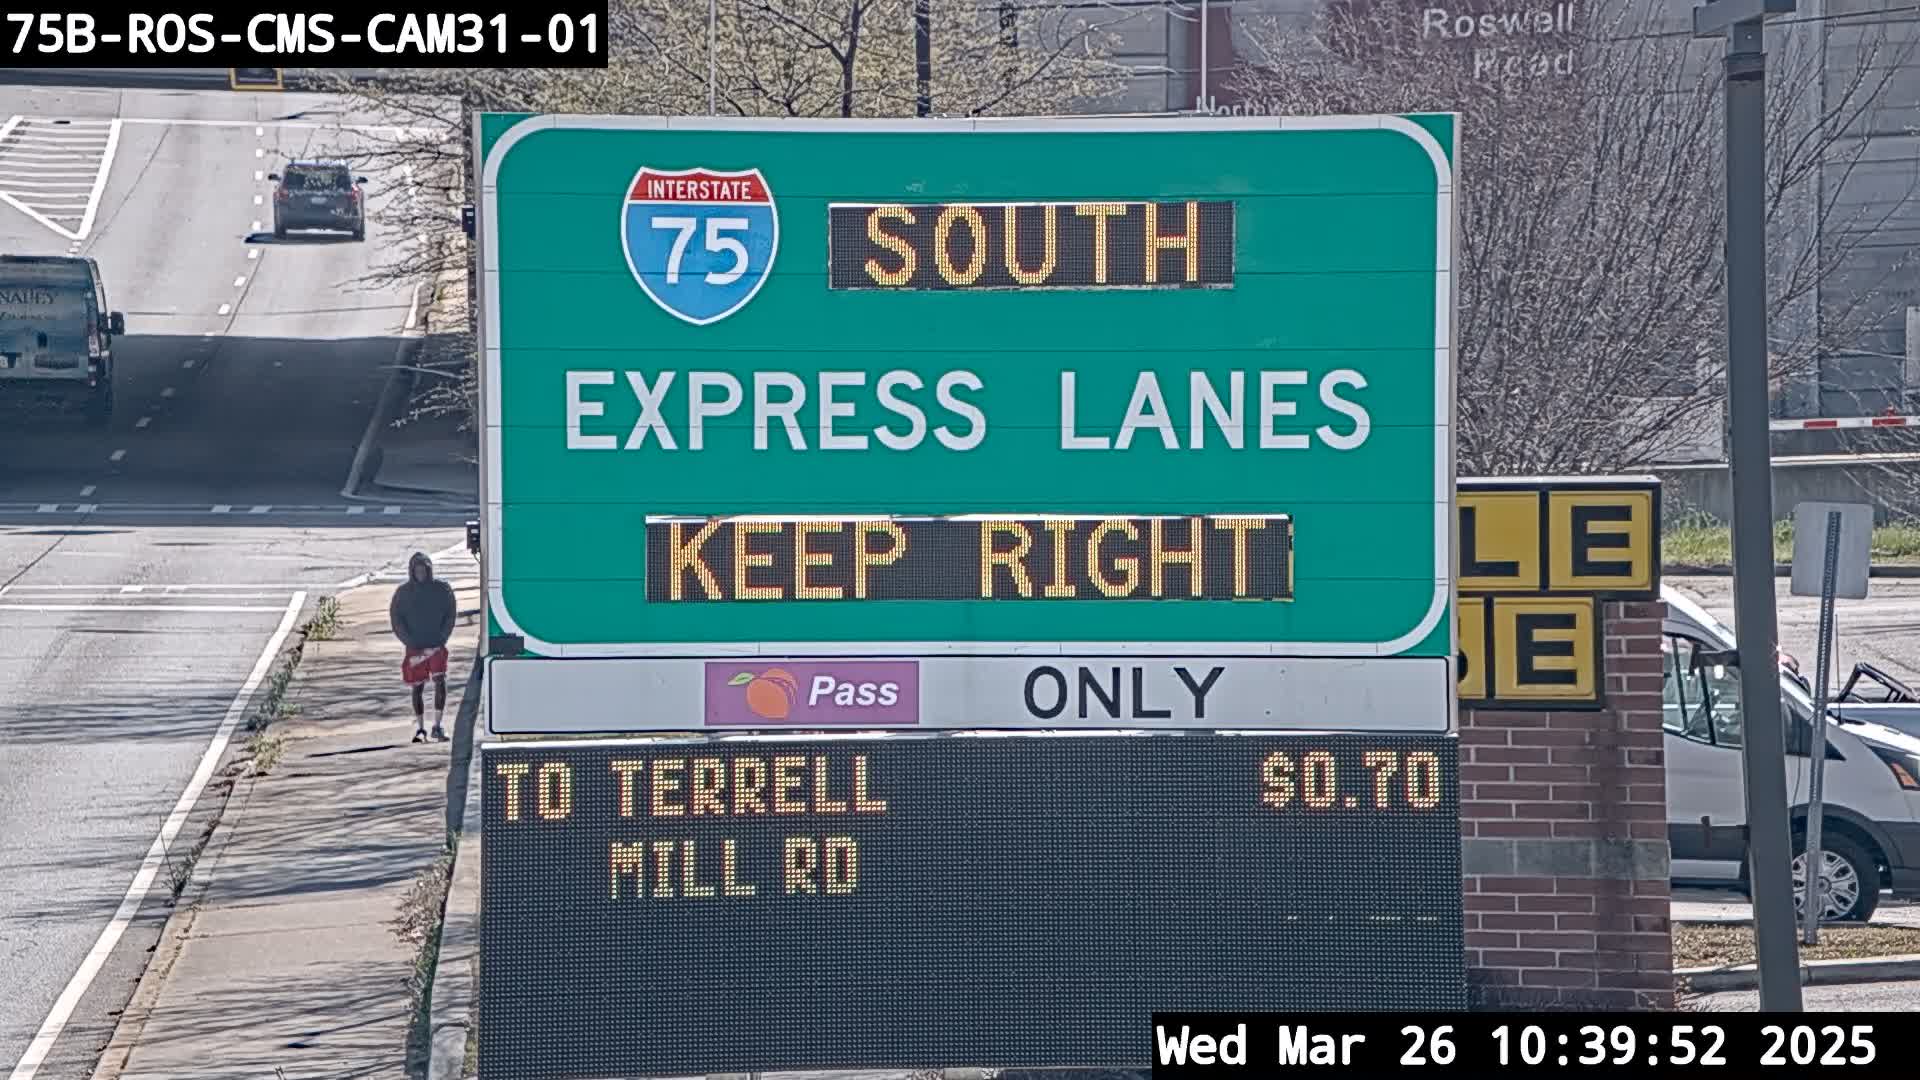 75B-ROS-CMS-CAM31-01
Roswell
Road
INTERSTATE
75
SOUTH
EXPRESS LANES
KEEP RIGHT
LE
E
Pass ONLY
TO TERRELL $0.70
MILL RD
Wed Mar 26 10:39:52 2025